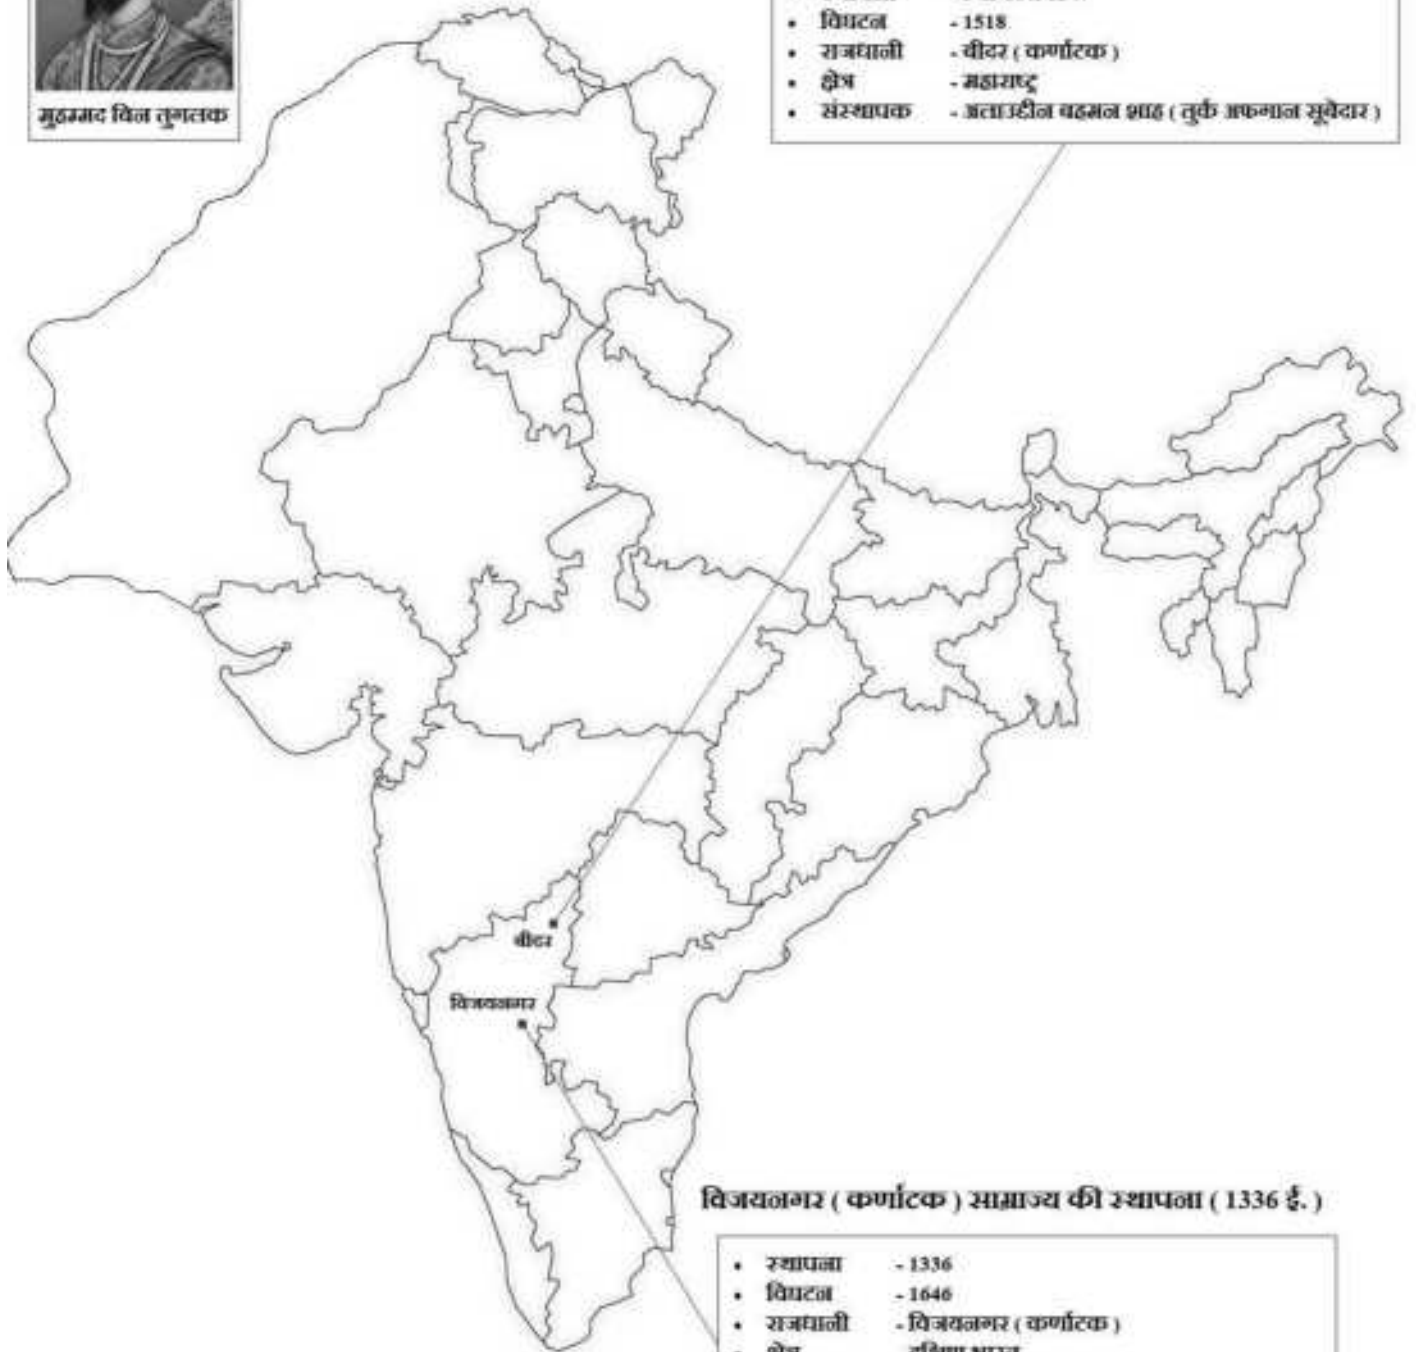 • विघटन - 1518
• राजधानी - बीदर ( कर्णाटक )
• क्षेत्र - महाराष्ट्र
• संस्थापक - अलाउद्दीन बहमन शाह ( तुर्क अफगान सूबेदार )
मुहम्मद बिन तुगलक
बीदर
विजयनगर
विजयनगर ( कर्णाटक ) साम्राज्य की स्थापना ( 1336 ई. )
• स्थापना - 1336
• विघटन - 1646
• राजधानी - विजयनगर ( कर्णाटक )